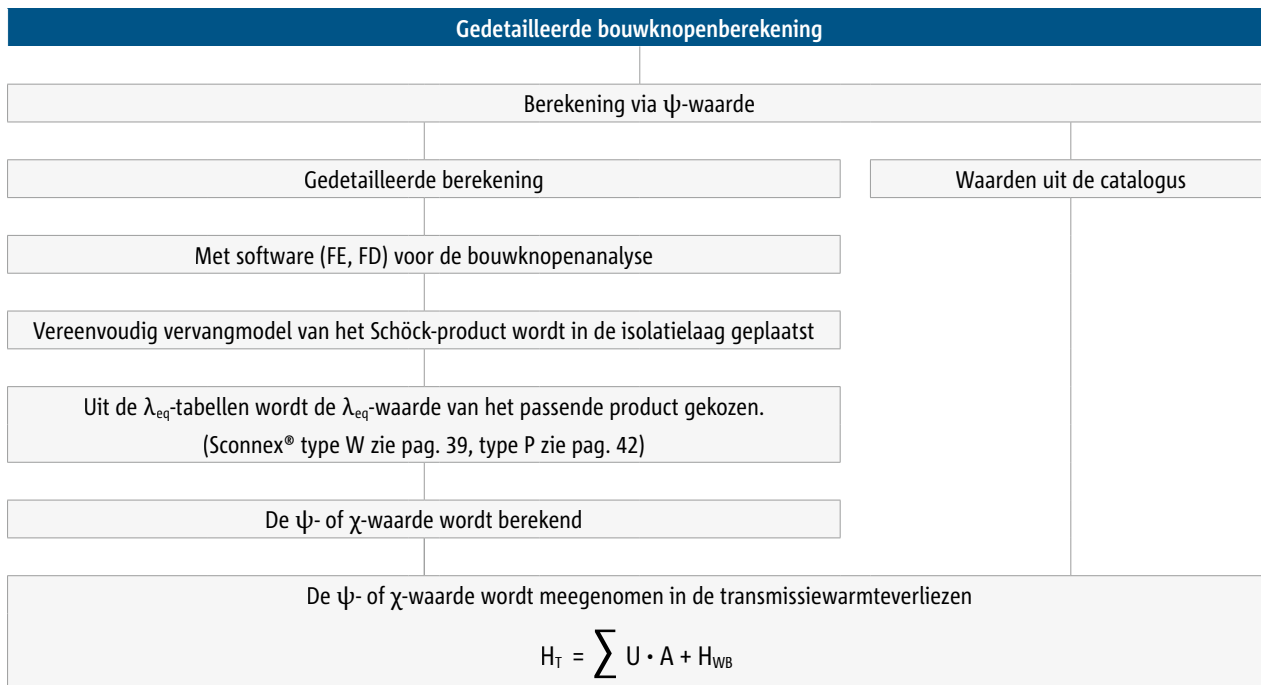 Gedetailleerde bouwknopenberekening
Berekening via ψ-waarde
Gedetailleerde berekening
Waarden uit de catalogus
Met software (FE, FD) voor de bouwknopenanalyse
Vereenvoudig vervangmodel van het Schöck-product wordt in de isolatielaag geplaatst
Uit de λeq-tabellen wordt de λeq-waarde van het passende product gekozen.
(Sconnex® type W zie pag. 39, type P zie pag. 42)
De ψ- of χ-waarde wordt berekend
De ψ- of χ-waarde wordt meegenomen in de transmissiewarmteverliezen
HT = ∑ U · A + HWB